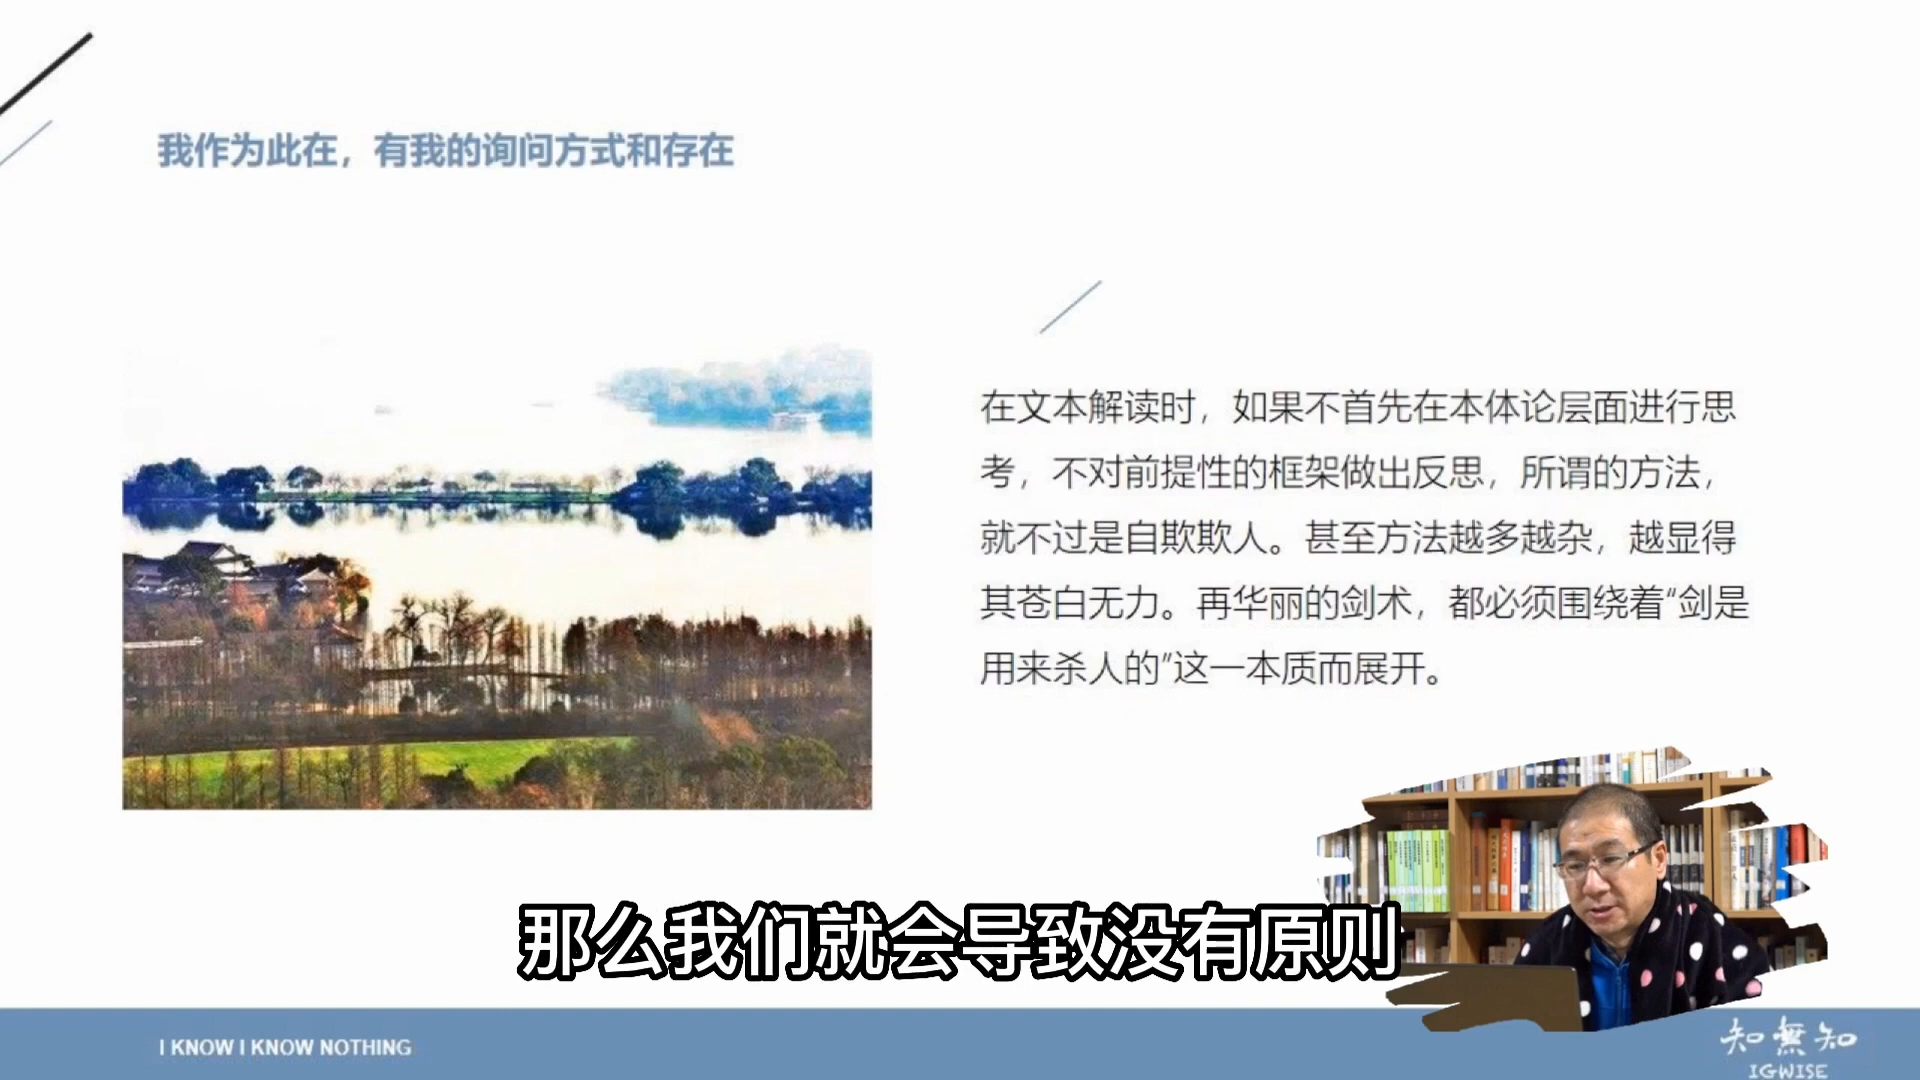 我作为此在，有我的询问方式和存在
在文本解读时，如果不首先在本体论层面进行思
考，不对前提性的框架做出反思，所谓的方法，
就不过是自欺欺人。甚至方法越多越杂，越显得
其苍白无力。再华丽的剑术，都必须围绕着“剑是
用来杀人的”这一本质而展开。
那么我们就会导致没有原则
I KNOW I KNOW NOTHING
知無知
IGWISE